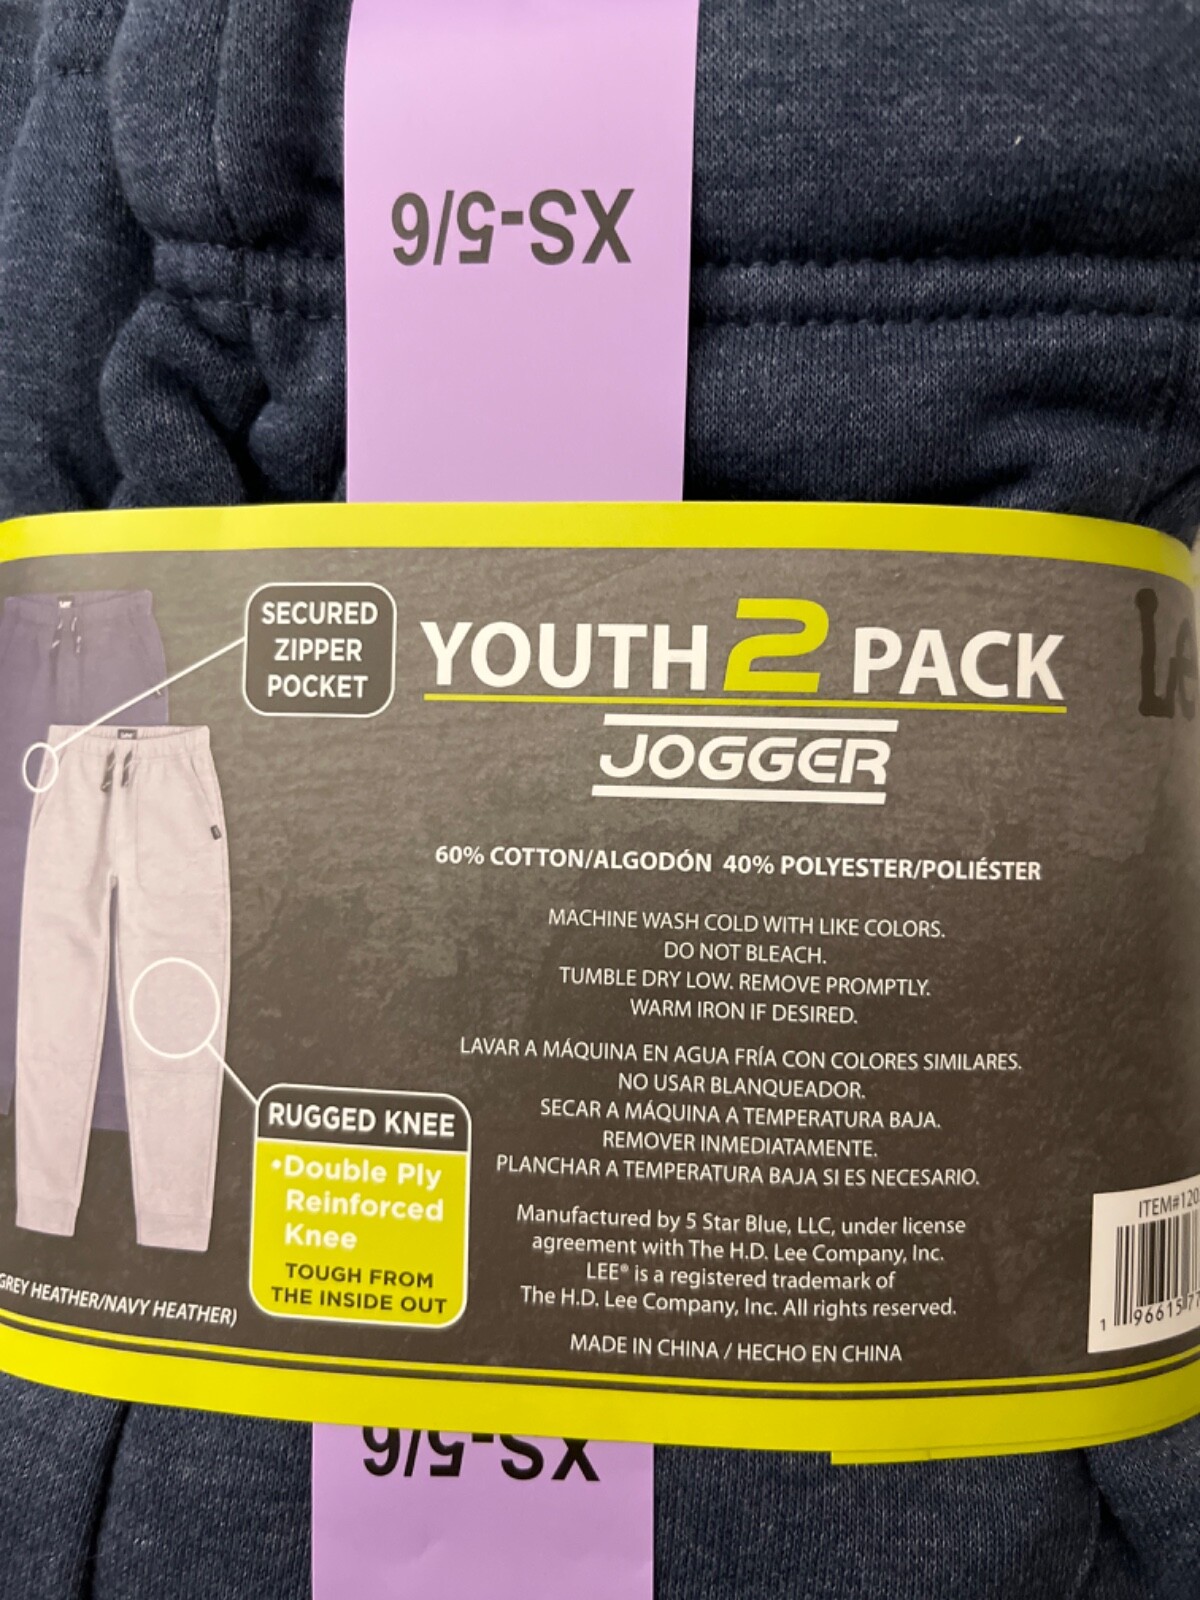 XS-5/6
SECURED
ZIPPER
POCKET
YOUTH 2 PACK
JOGGER
60% COTTON/ALGODÓN 40% POLYESTER/POLIÉSTER
MACHINE WASH COLD WITH LIKE COLORS.
DO NOT BLEACH.
TUMBLE DRY LOW. REMOVE PROMPTLY.
WARM IRON IF DESIRED.
LAVAR A MÁQUINA EN AGUA FRÍA CON COLORES SIMILARES.
NO USAR BLANQUEADOR.
SECAR A MÁQUINA A TEMPERATURA BAJA.
REMOVER INMEDIATAMENTE.
PLANCHAR A TEMPERATURA BAJA SI ES NECESARIO.
Manufactured by 5 Star Blue, LLC, under license
agreement with The H.D. Lee Company, Inc.
LEE® is a registered trademark of
The H.D. Lee Company, Inc. All rights reserved.
MADE IN CHINA / HECHO EN CHINA
RUGGED KNEE
•Double Ply
Reinforced
Knee
TOUGH FROM
THE INSIDE OUT
GREY HEATHER/NAVY HEATHER)
XS-5/6